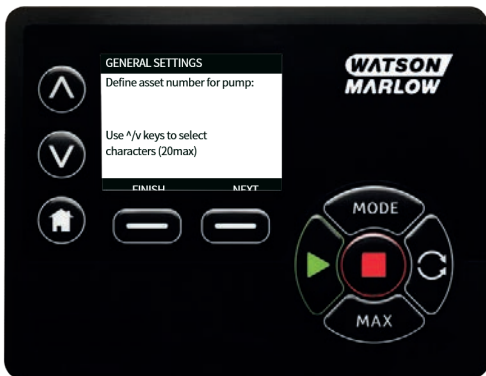 GENERAL SETTINGS
Define asset number for pump:
Use ^/v keys to select
characters (20max)
FINISH NEXT
WATSON
MARLOW
MODE
MAX